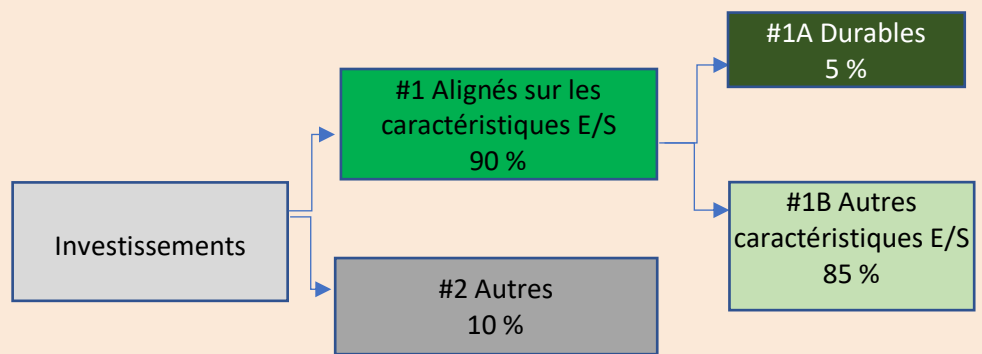 Investissements
#1 Alignés sur les
caractéristiques E/S
90 %
#2 Autres
10 %
#1A Durables
5 %
#1B Autres
caractéristiques E/S
85 %